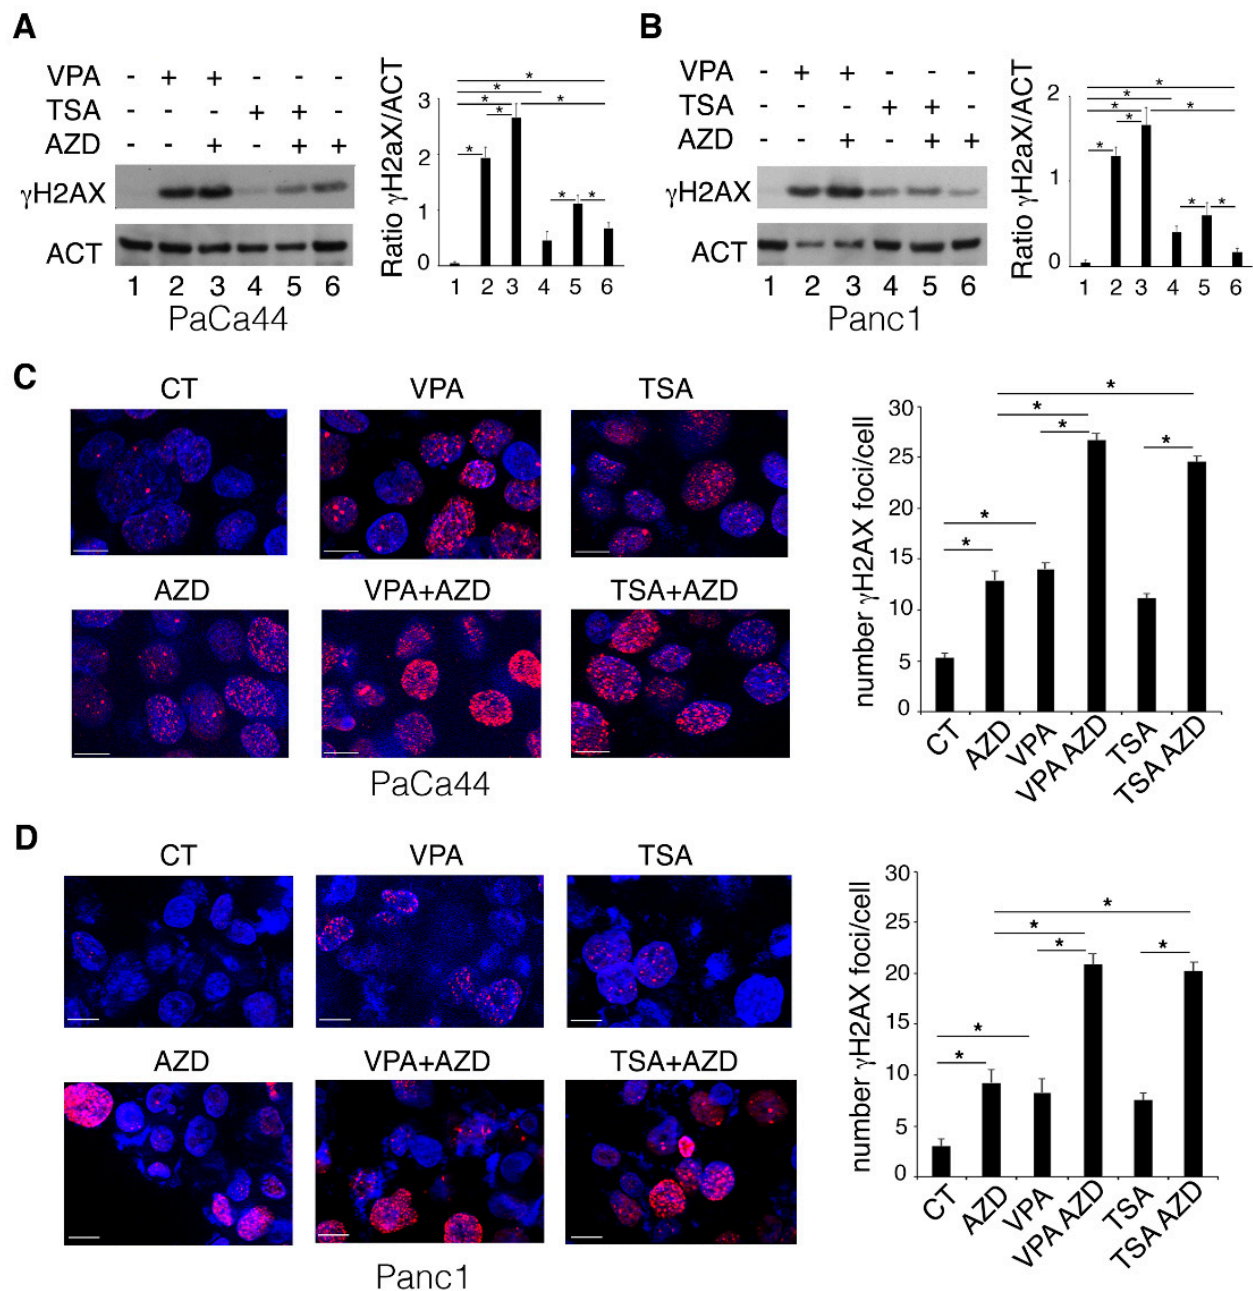 A
VPA - + + - - -
TSA - - - + + -
AZD - - + - + +
γH2AX
ACT
1 2 3 4 5 6
PaCa44
Ratio γH2aX/ACT
3
2
1
0
* * * * * * * *
1 2 3 4 5 6
B
VPA - + + - - -
TSA - - - + + -
AZD - - + - + +
γH2AX
ACT
1 2 3 4 5 6
Panc1
Ratio γH2aX/ACT
2
1
0
* * * * * * * *
1 2 3 4 5 6
C
CT VPA TSA
AZD VPA+AZD TSA+AZD
PaCa44
number γH2AX foci/cell
30
25
20
15
10
5
0
* * * * * *
CT AZD VPA VPA AZD TSA TSA AZD
D
CT VPA TSA
AZD VPA+AZD TSA+AZD
Panc1
number γH2AX foci/cell
30
25
20
15
10
5
0
* * * * * *
CT AZD VPA VPA AZD TSA TSA AZD